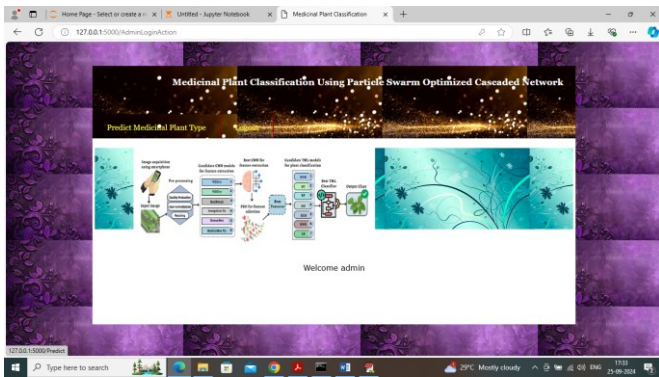 Home Page - Select or create a n
Untitled - Jupyter Notebook
Medicinal Plant Classification
127.0.0.1:5000/AdminLoginAction
Medicinal Plant Classification Using Particle Swarm Optimized Cascaded Network
Predict Medicinal Plant Type
Logout
Image acquisition
using smartphone
Pre-processing
Input image
Candidate CNN models
for feature extraction
Best CNN for
feature extraction
PSO for feature
selection
Best
Features
Candidate TML models
for plant classification
Best TML
classifier
Output Class
Welcome admin
127.0.0.1:5000/Predict
Type here to search
29°C Mostly cloudy
ENG
17:33
25-09-2024